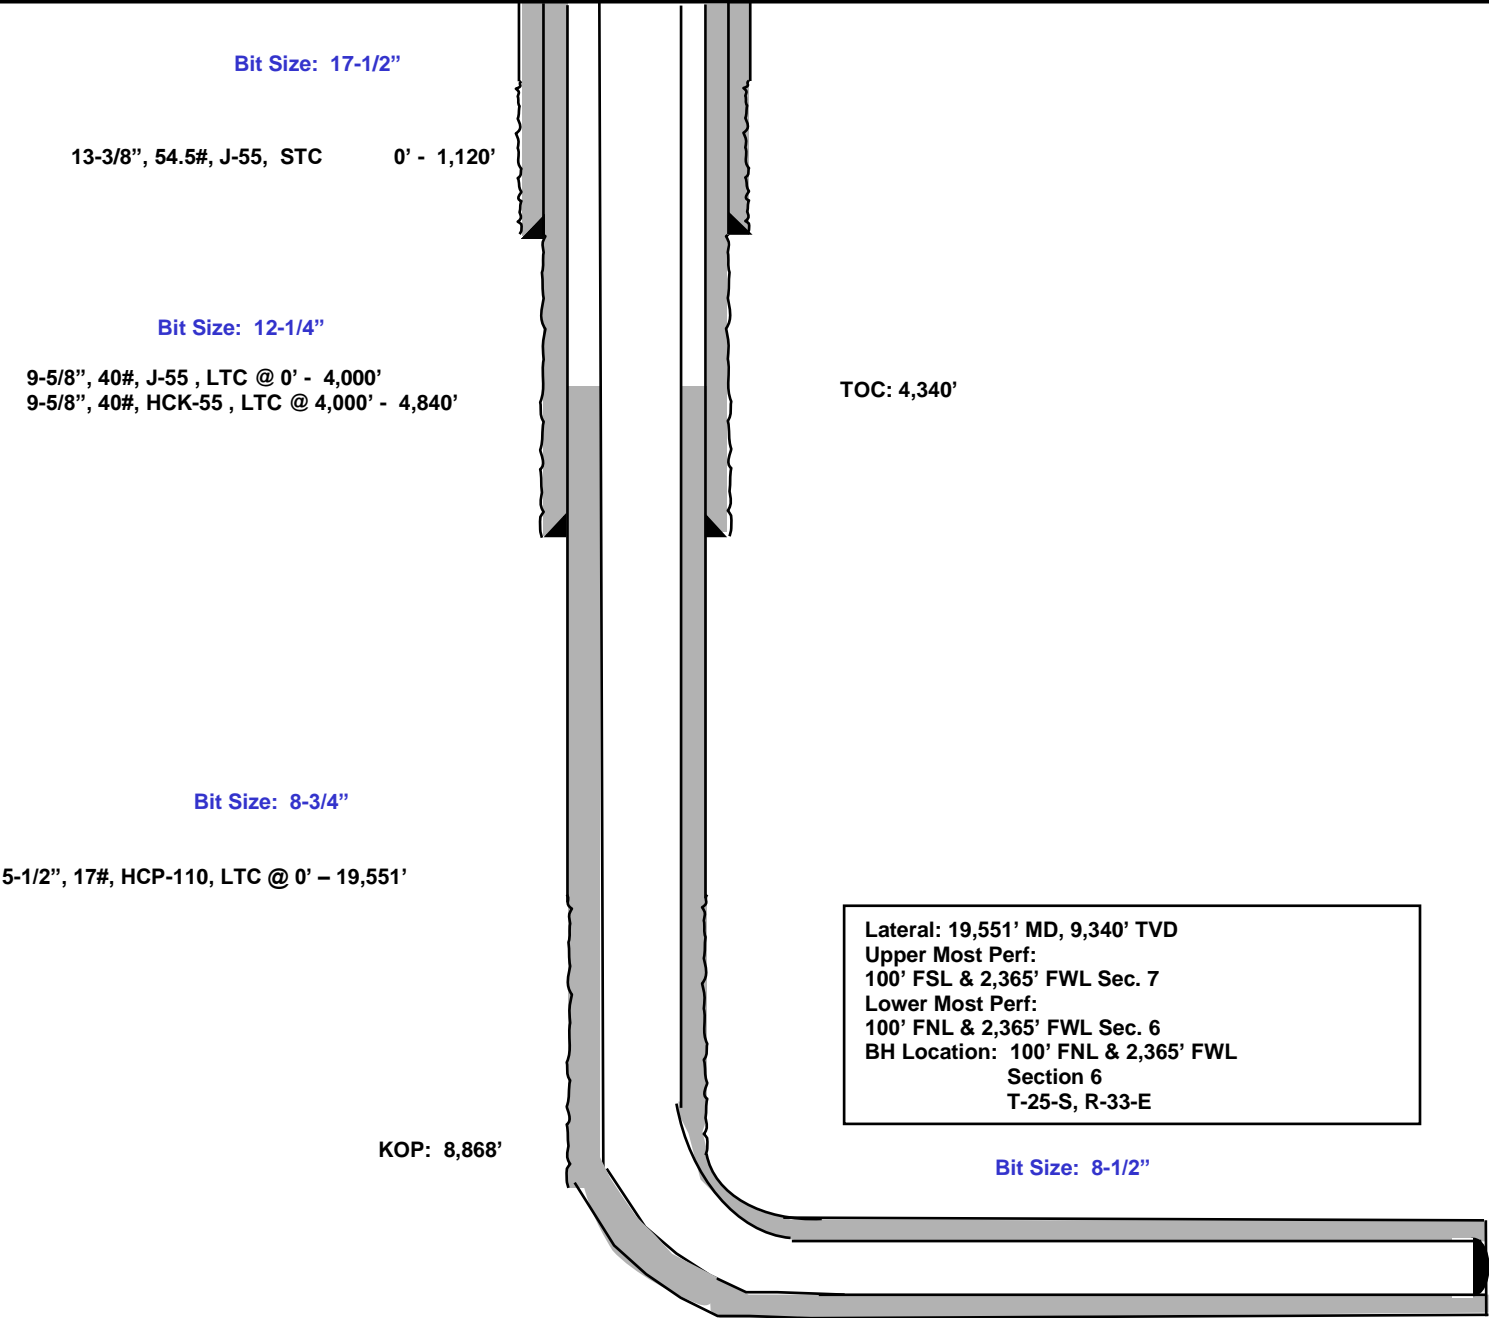 Bit Size: 17-1/2”
13-3/8”, 54.5#, J-55, STC 0’ - 1,120’
Bit Size: 12-1/4”
9-5/8”, 40#, J-55 , LTC @ 0’ - 4,000’
9-5/8”, 40#, HCK-55 , LTC @ 4,000’ - 4,840’
TOC: 4,340’
Bit Size: 8-3/4”
5-1/2”, 17#, HCP-110, LTC @ 0’ – 19,551’
Lateral: 19,551’ MD, 9,340’ TVD
Upper Most Perf:
100’ FSL & 2,365’ FWL Sec. 7
Lower Most Perf:
100’ FNL & 2,365’ FWL Sec. 6
BH Location: 100’ FNL & 2,365’ FWL
Section 6
T-25-S, R-33-E
KOP: 8,868’
Bit Size: 8-1/2”